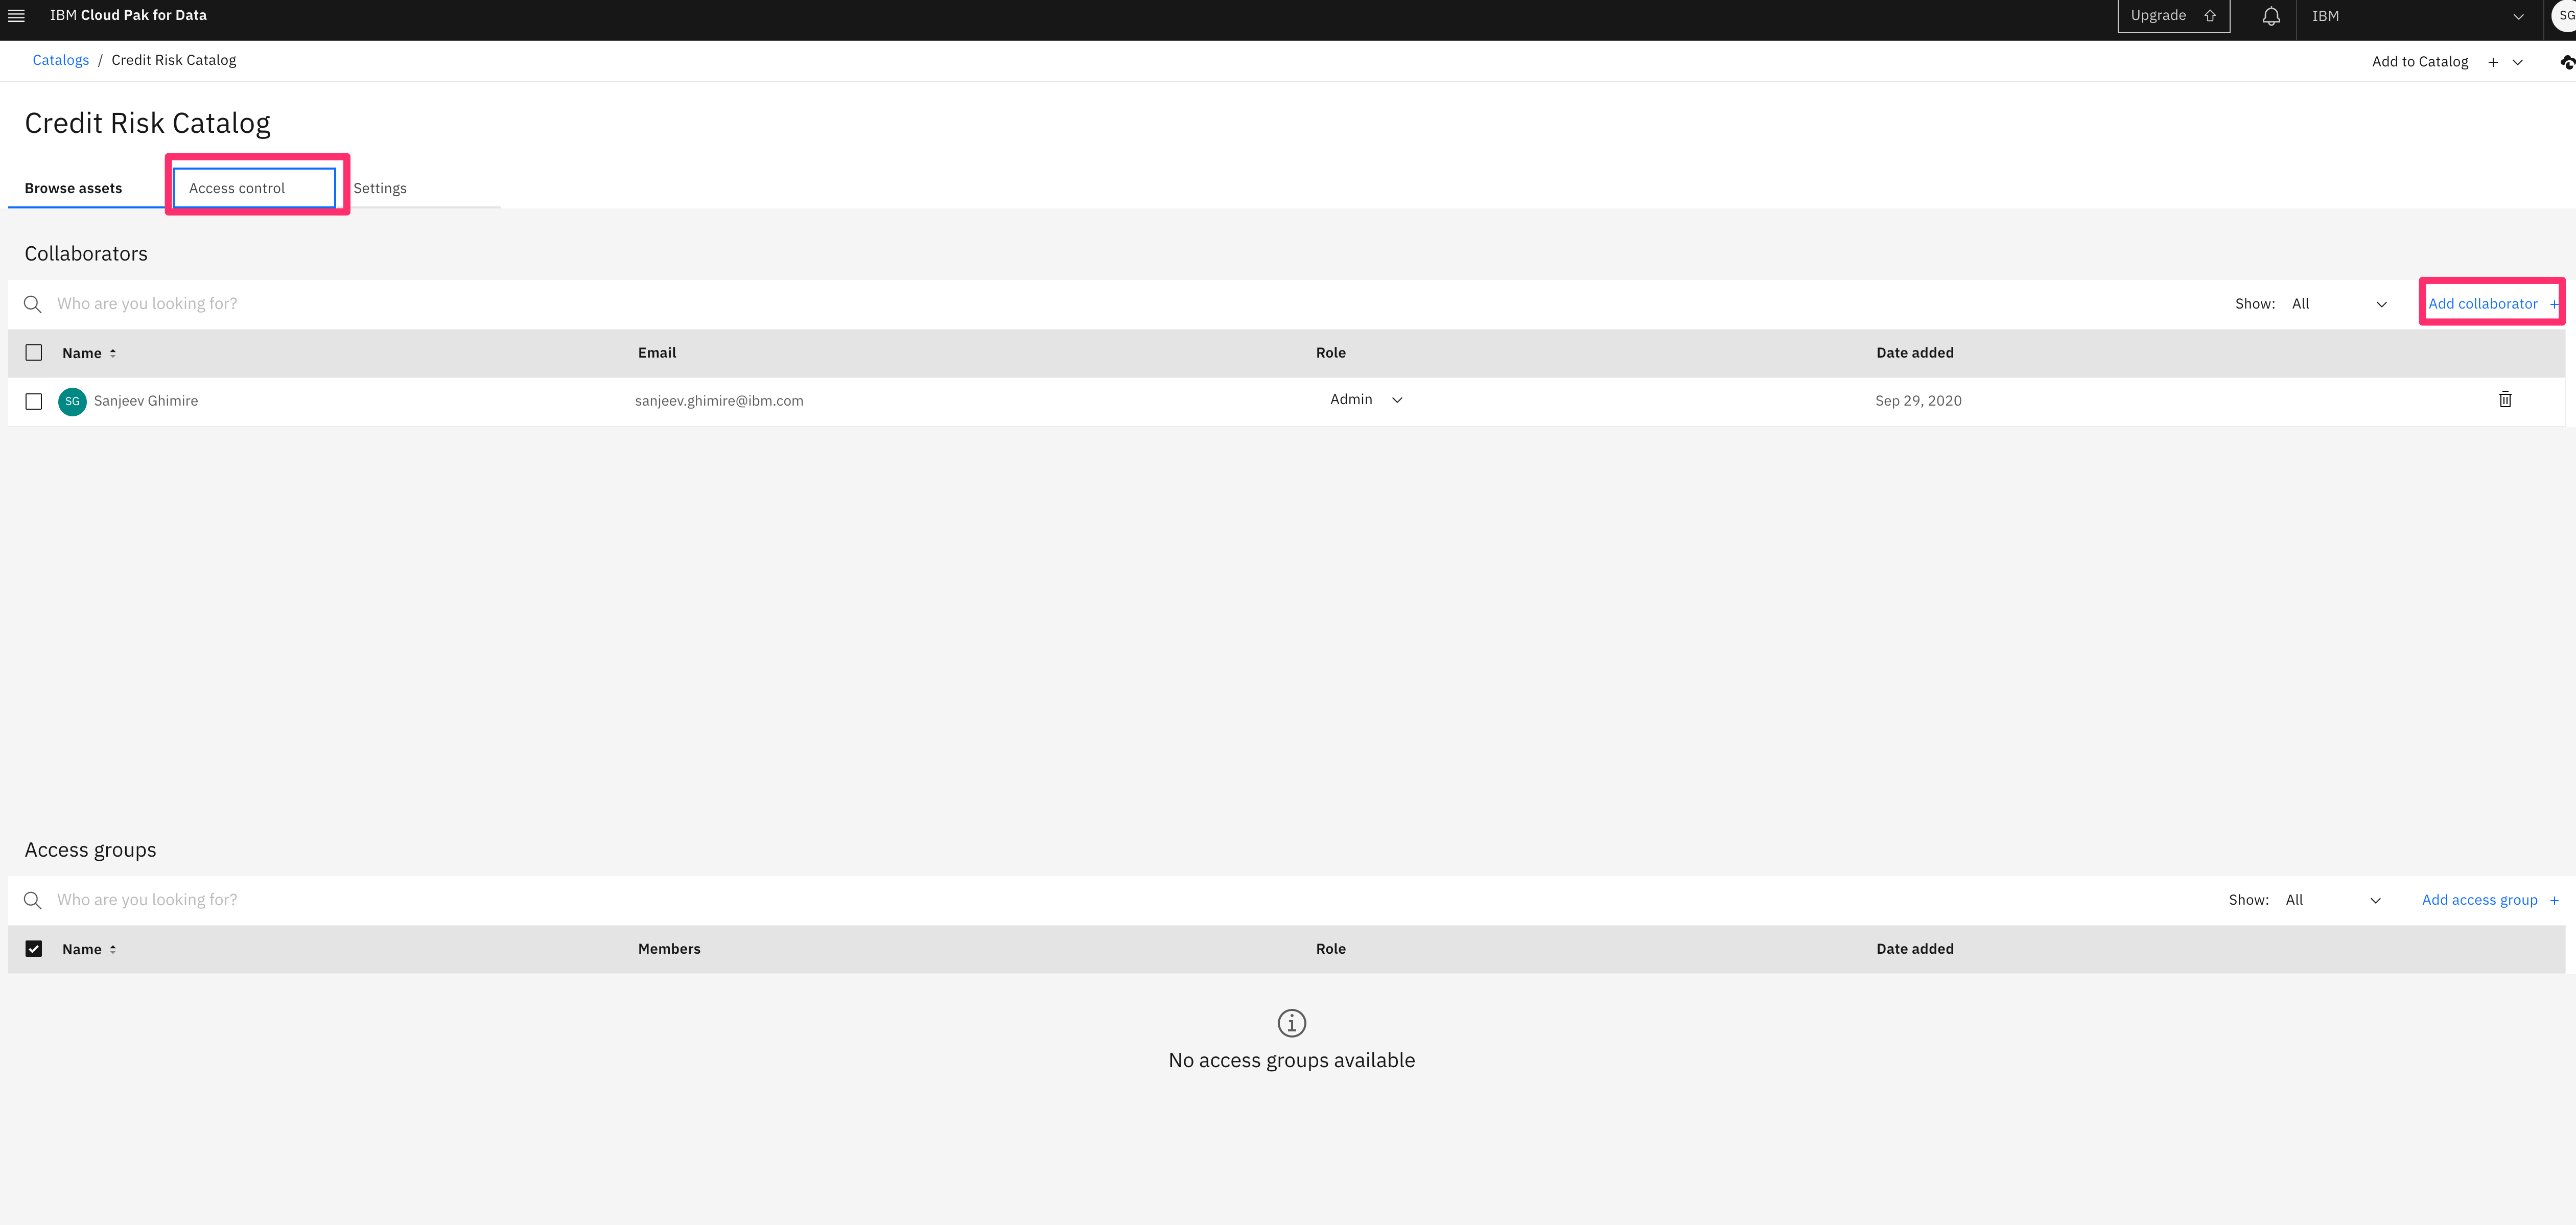 IBM Cloud Pak for Data
Upgrade
IBM
SG
Catalogs / Credit Risk Catalog
Add to Catalog +
Credit Risk Catalog
Browse assets
Access control
Settings
Collaborators
Who are you looking for?
Show: All
Add collaborator +
Name
Email
Role
Date added
SG Sanjeev Ghimire
sanjeev.ghimire@ibm.com
Admin
Sep 29, 2020
Access groups
Who are you looking for?
Show: All
Add access group +
Name
Members
Role
Date added
No access groups available